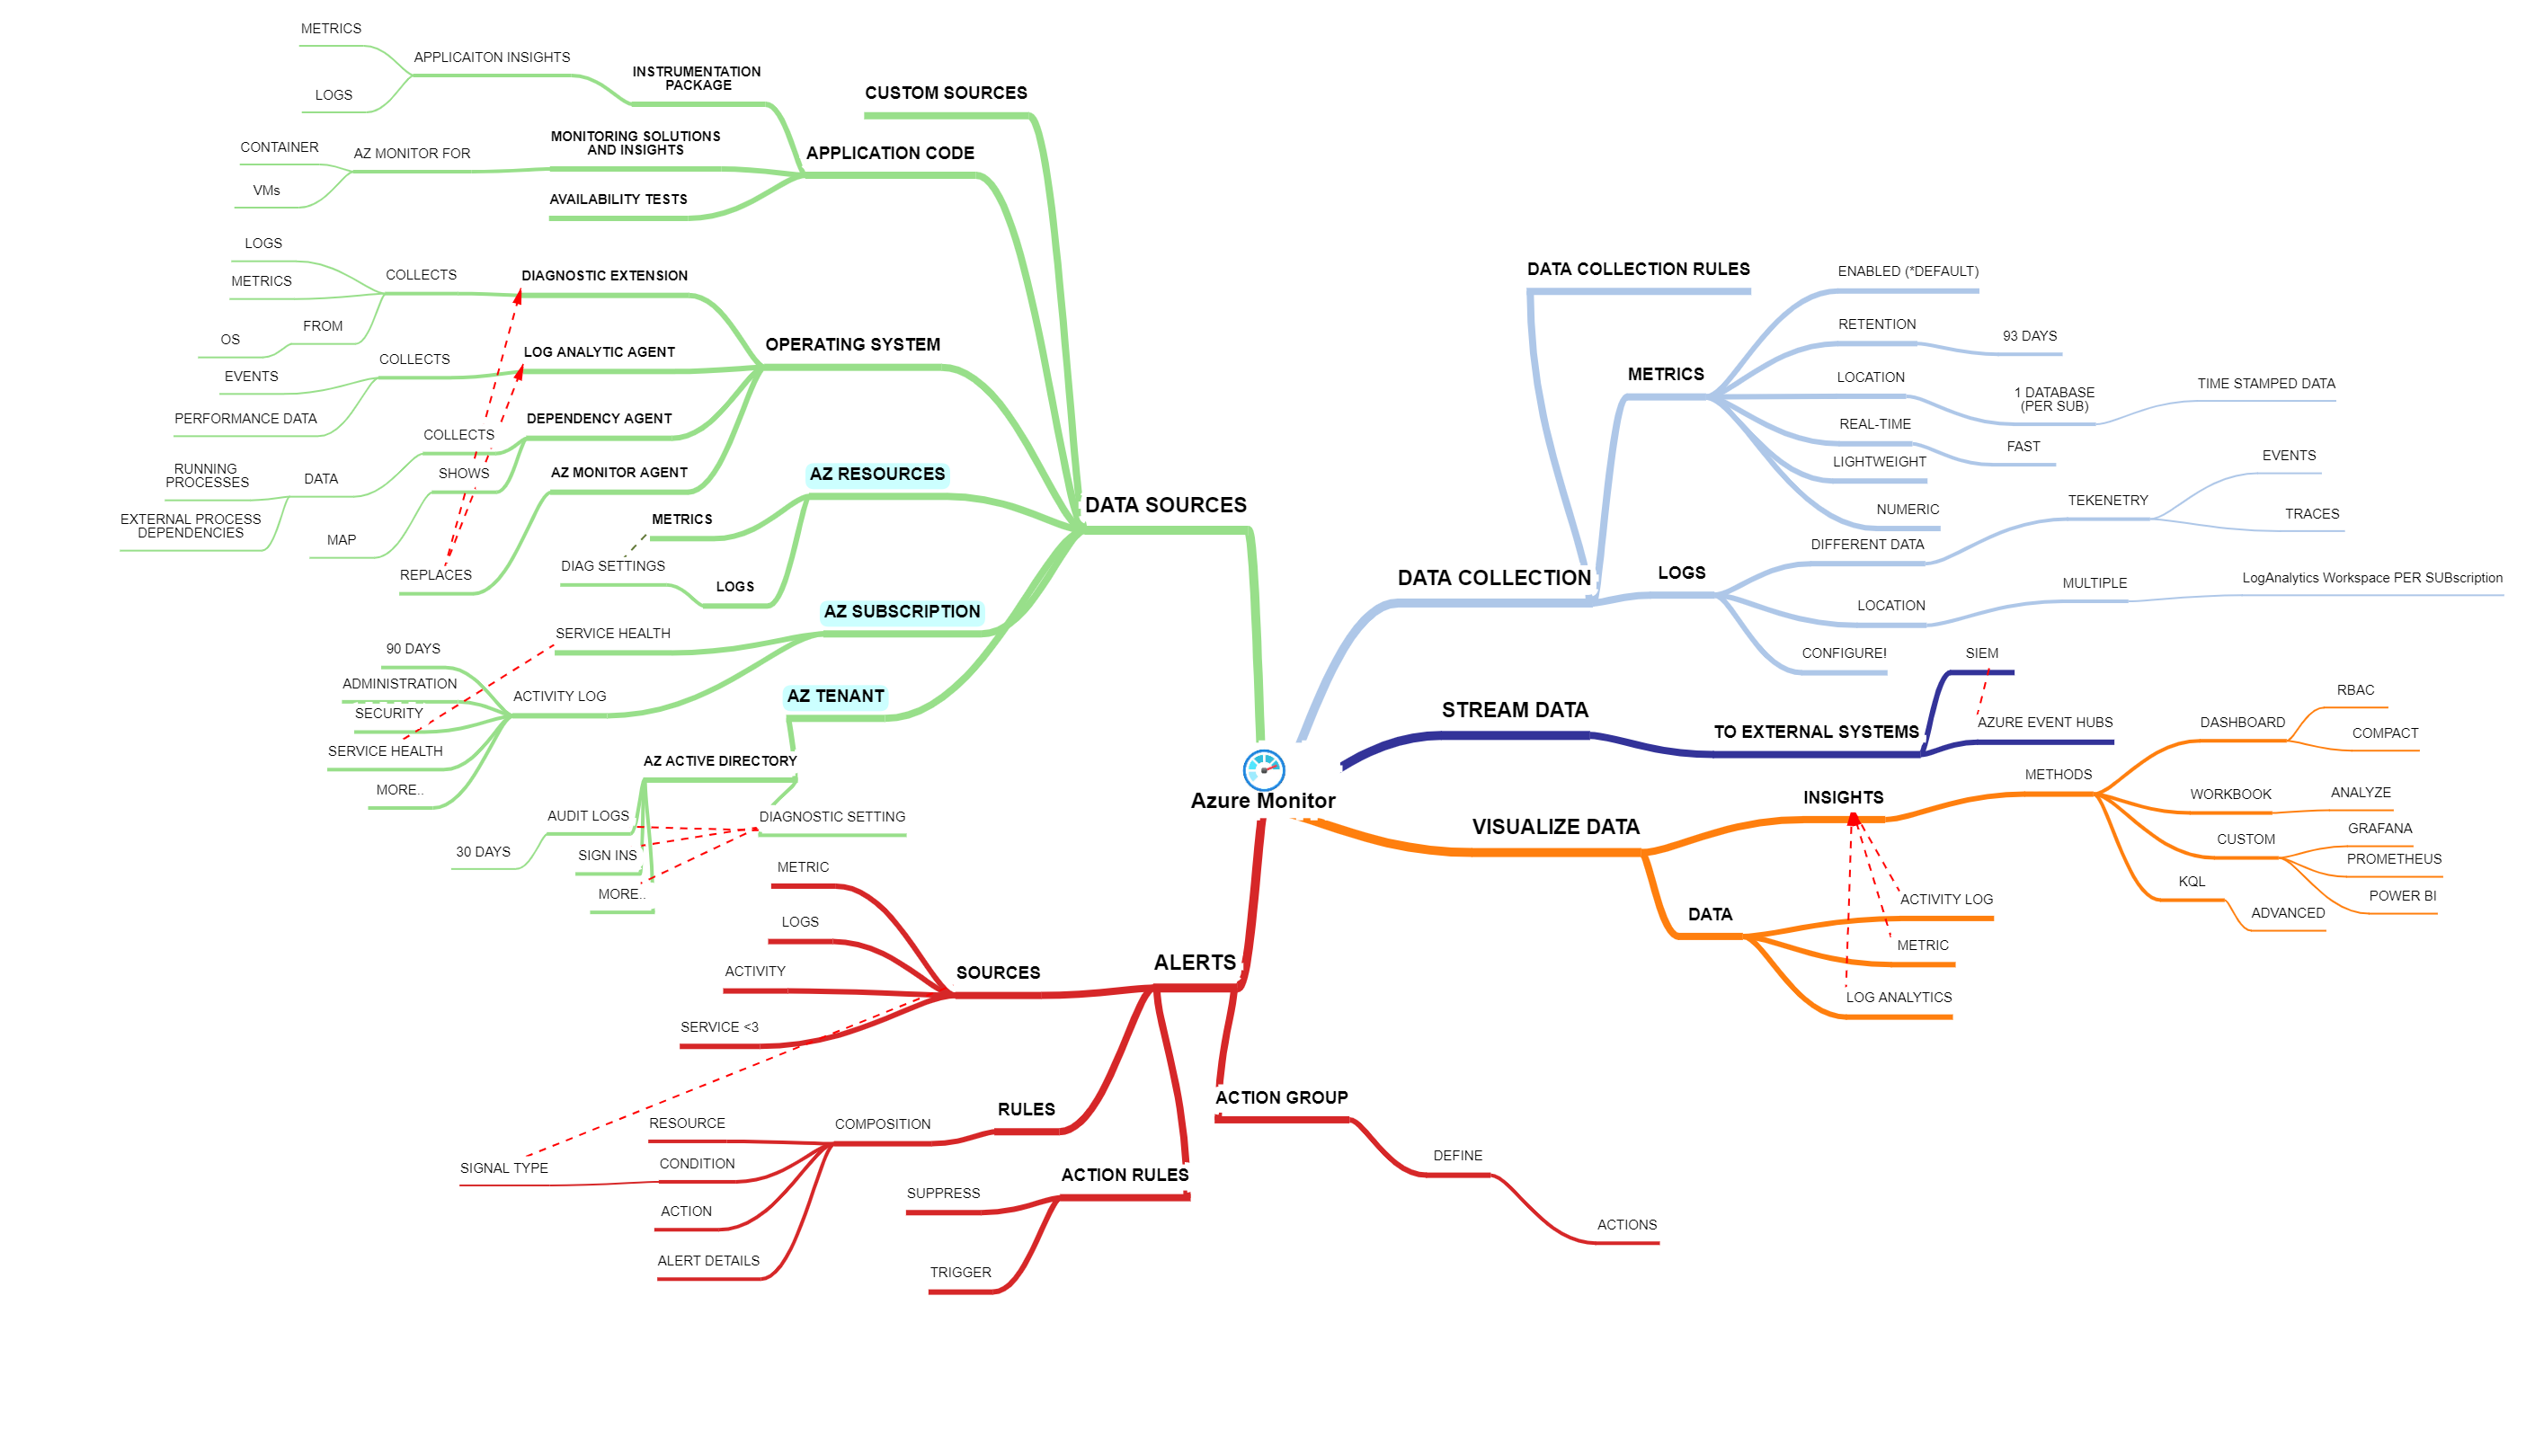 METRICS
APPLICAITON INSIGHTS
LOGS
INSTRUMENTATION
PACKAGE
CUSTOM SOURCES
CONTAINER
AZ MONITOR FOR
VMs
MONITORING SOLUTIONS
AND INSIGHTS
APPLICATION CODE
AVAILABILITY TESTS
LOGS
METRICS
COLLECTS
DIAGNOSTIC EXTENSION
FROM
OS
OPERATING SYSTEM
COLLECTS
LOG ANALYTIC AGENT
EVENTS
PERFORMANCE DATA
DEPENDENCY AGENT
COLLECTS
RUNNING
PROCESSES
DATA
SHOWS
AZ MONITOR AGENT
EXTERNAL PROCESS
DEPENDENCIES
MAP
REPLACES
AZ RESOURCES
METRICS
DIAG SETTINGS
LOGS
DATA SOURCES
AZ SUBSCRIPTION
SERVICE HEALTH
90 DAYS
ADMINISTRATION
SECURITY
ACTIVITY LOG
SERVICE HEALTH
MORE..
AZ TENANT
AZ ACTIVE DIRECTORY
AUDIT LOGS
DIAGNOSTIC SETTING
30 DAYS
SIGN INS
MORE..
DATA COLLECTION RULES
ENABLED (*DEFAULT)
RETENTION
93 DAYS
METRICS
LOCATION
1 DATABASE
(PER SUB)
TIME STAMPED DATA
REAL-TIME
FAST
LIGHTWEIGHT
NUMERIC
EVENTS
TEKENETRY
TRACES
DIFFERENT DATA
DATA COLLECTION
LOGS
LOCATION
MULTIPLE
LogAnalytics Workspace PER SUBscription
CONFIGURE!
SIEM
STREAM DATA
TO EXTERNAL SYSTEMS
AZURE EVENT HUBS
Azure Monitor
VISUALIZE DATA
INSIGHTS
METHODS
DASHBOARD
RBAC
COMPACT
WORKBOOK
ANALYZE
CUSTOM
GRAFANA
PROMETHEUS
POWER BI
KQL
ADVANCED
DATA
ACTIVITY LOG
METRIC
LOG ANALYTICS
METRIC
LOGS
ACTIVITY
SERVICE <3
SOURCES
ALERTS
RULES
COMPOSITION
RESOURCE
CONDITION
SIGNAL TYPE
ACTION
ALERT DETAILS
ACTION RULES
SUPPRESS
TRIGGER
ACTION GROUP
DEFINE
ACTIONS